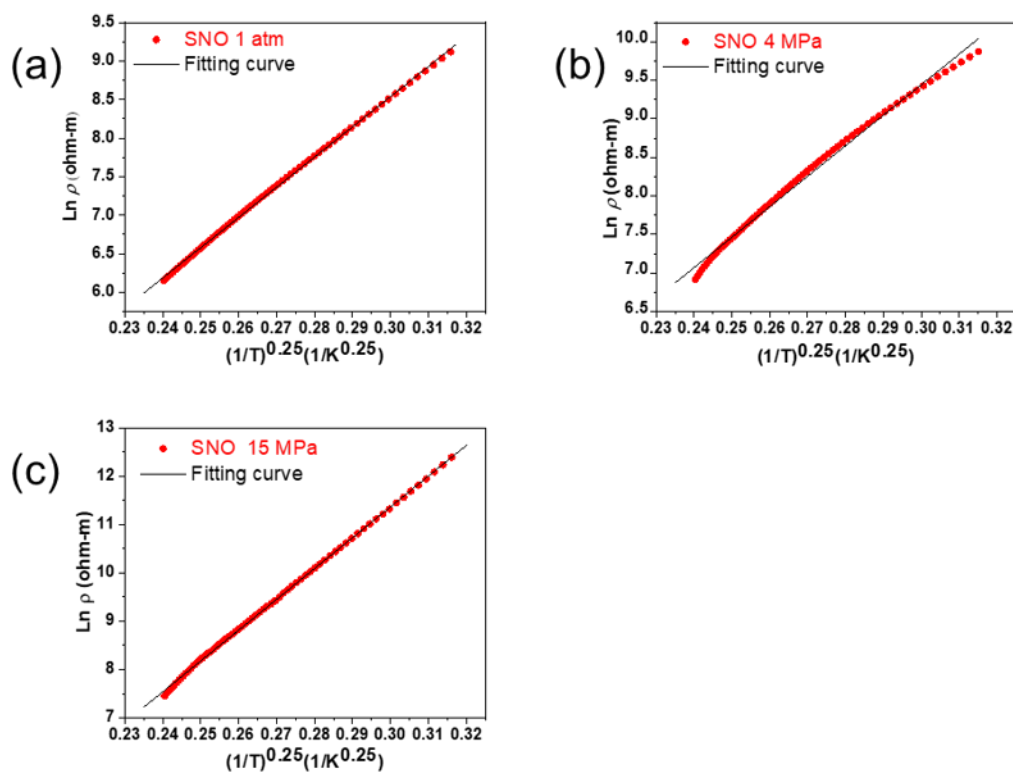 (a)
SNO 1 atm
Fitting curve
9.5
9.0
8.5
8.0
7.5
7.0
6.5
6.0
Ln ρ (ohm-m)
0.23 0.24 0.25 0.26 0.27 0.28 0.29 0.30 0.31 0.32
(1/T)^0.25(1/K^0.25)
(b)
SNO 4 MPa
Fitting curve
10.0
9.5
9.0
8.5
8.0
7.5
7.0
6.5
Ln ρ (ohm-m)
0.23 0.24 0.25 0.26 0.27 0.28 0.29 0.30 0.31 0.32
(1/T)^0.25(1/K^0.25)
(c)
SNO 15 MPa
Fitting curve
13
12
11
10
9
8
7
Ln ρ (ohm-m)
0.23 0.24 0.25 0.26 0.27 0.28 0.29 0.30 0.31 0.32
(1/T)^0.25(1/K^0.25)